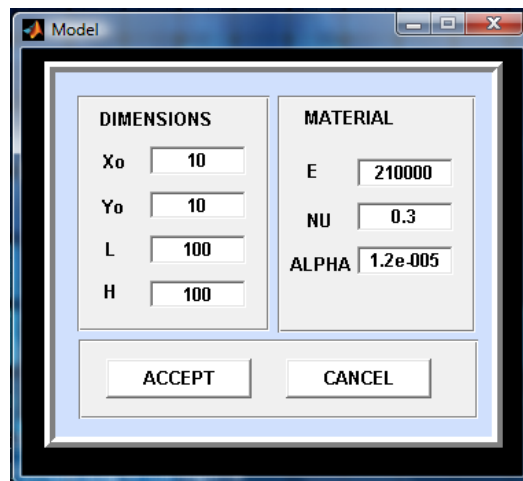 Model
DIMENSIONS
Xo 10
Yo 10
L 100
H 100
MATERIAL
E 210000
NU 0.3
ALPHA 1.2e-005
ACCEPT
CANCEL